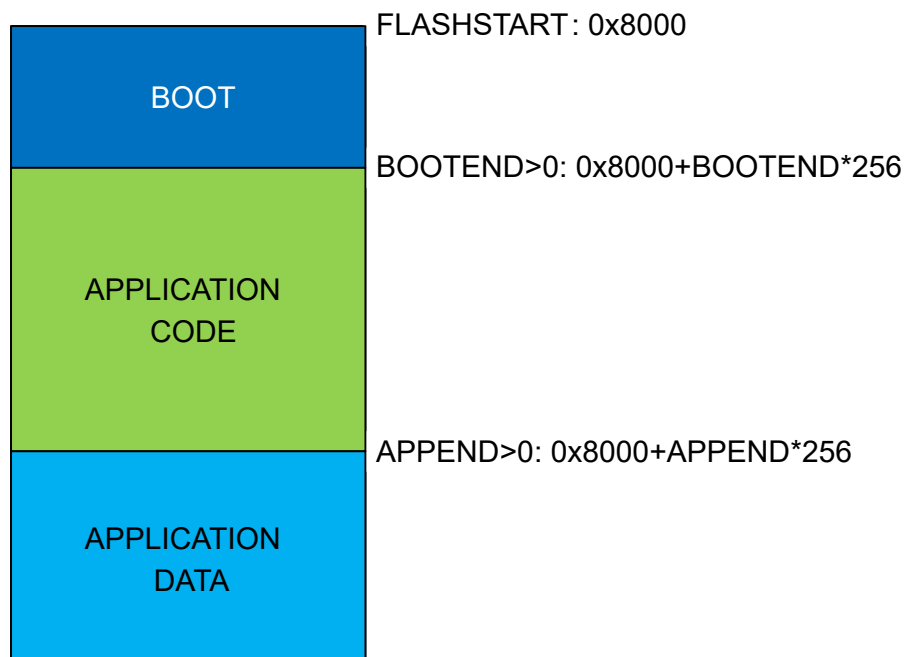 FLASHSTART: 0x8000
BOOT
BOOTEND>0: 0x8000+BOOTEND*256
APPLICATION
CODE
APPEND>0: 0x8000+APPEND*256
APPLICATION
DATA